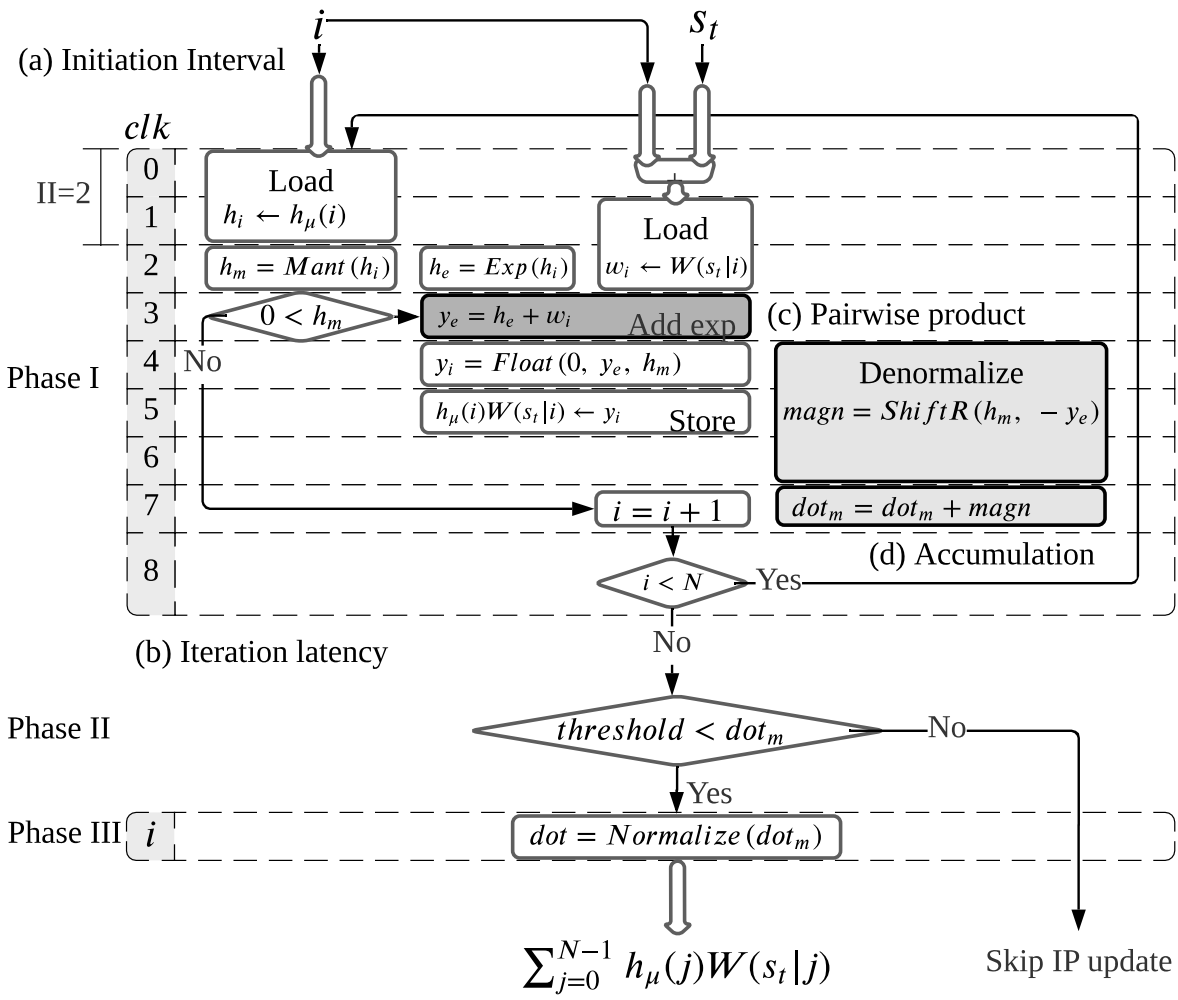 i
s_t
(a) Initiation Interval
clk
0
+
Load
II=2
h_i ← h_μ(i)
1
Load
2
h_m = Mant(h_i)
h_e = Exp(h_i)
w_i ← W(s_t|i)
3
0 < h_m
y_e = h_e + w_i
Add exp
(c) Pairwise product
No
Phase I
4
y_i = Float(0, y_e, h_m)
Denormalize
magn = ShiftR(h_m, −y_e)
5
h_μ(i)W(s_t|i) ← y_i
Store
6
7
i = i + 1
dot_m = dot_m + magn
(d) Accumulation
8
i < N
Yes
No
(b) Iteration latency
Phase II
threshold < dot_m
No
Yes
Phase III
i
dot = Normalize(dot_m)
∑_{j=0}^{N−1} h_μ(j)W(s_t|j)
Skip IP update